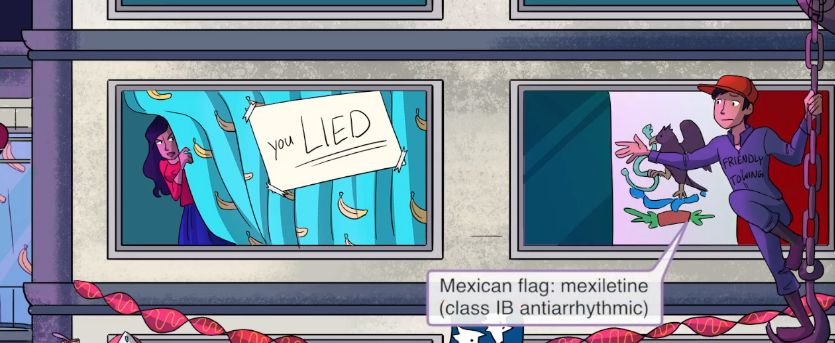 you LIED
FRIENDLY
TOWING
Mexican flag: mexiletine
(class IB antiarrhythmic)